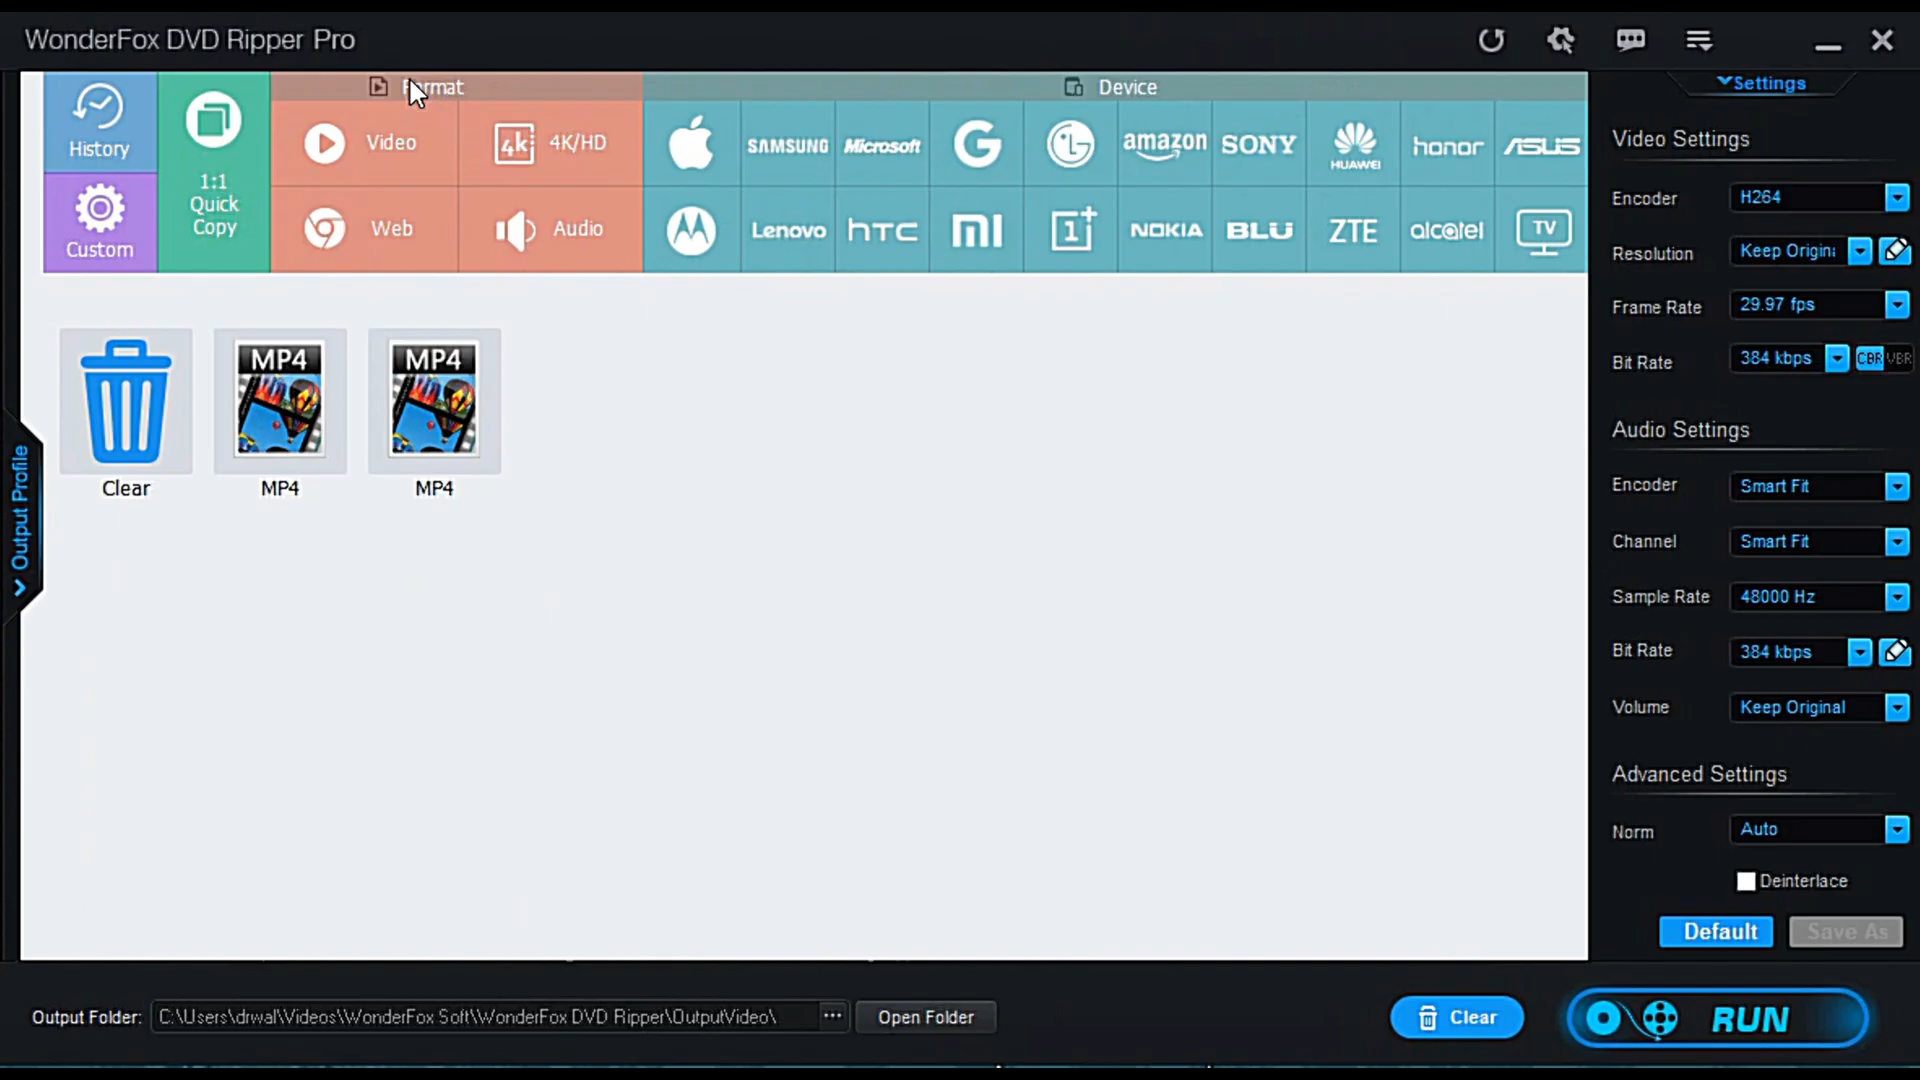 WonderFox DVD Ripper Pro
Format
Device
Settings
History
Custom
1:1
Quick
Copy
Video
4k
4K/HD
Web
Audio
SAMSUNG
Microsoft
G
LG
amazon
SONY
HUAWEI
honor
ASUS
Lenovo
hTC
MI
1+
NOKIA
BLU
ZTE
alcatel
TV
MP4
MP4
Clear
MP4
MP4
Output Profile
Video Settings
Encoder
H264
Resolution
Keep Origina
Frame Rate
29.97 fps
Bit Rate
384 kbps
CBR
VBR
Audio Settings
Encoder
Smart Fit
Channel
Smart Fit
Sample Rate
48000 Hz
Bit Rate
384 kbps
Volume
Keep Original
Advanced Settings
Norm
Auto
Deinterlace
Default
Save As
Output Folder:
C:\Users\drwal\Videos\WonderFox Soft\WonderFox DVD Ripper\OutputVideo\
...
Open Folder
Clear
RUN